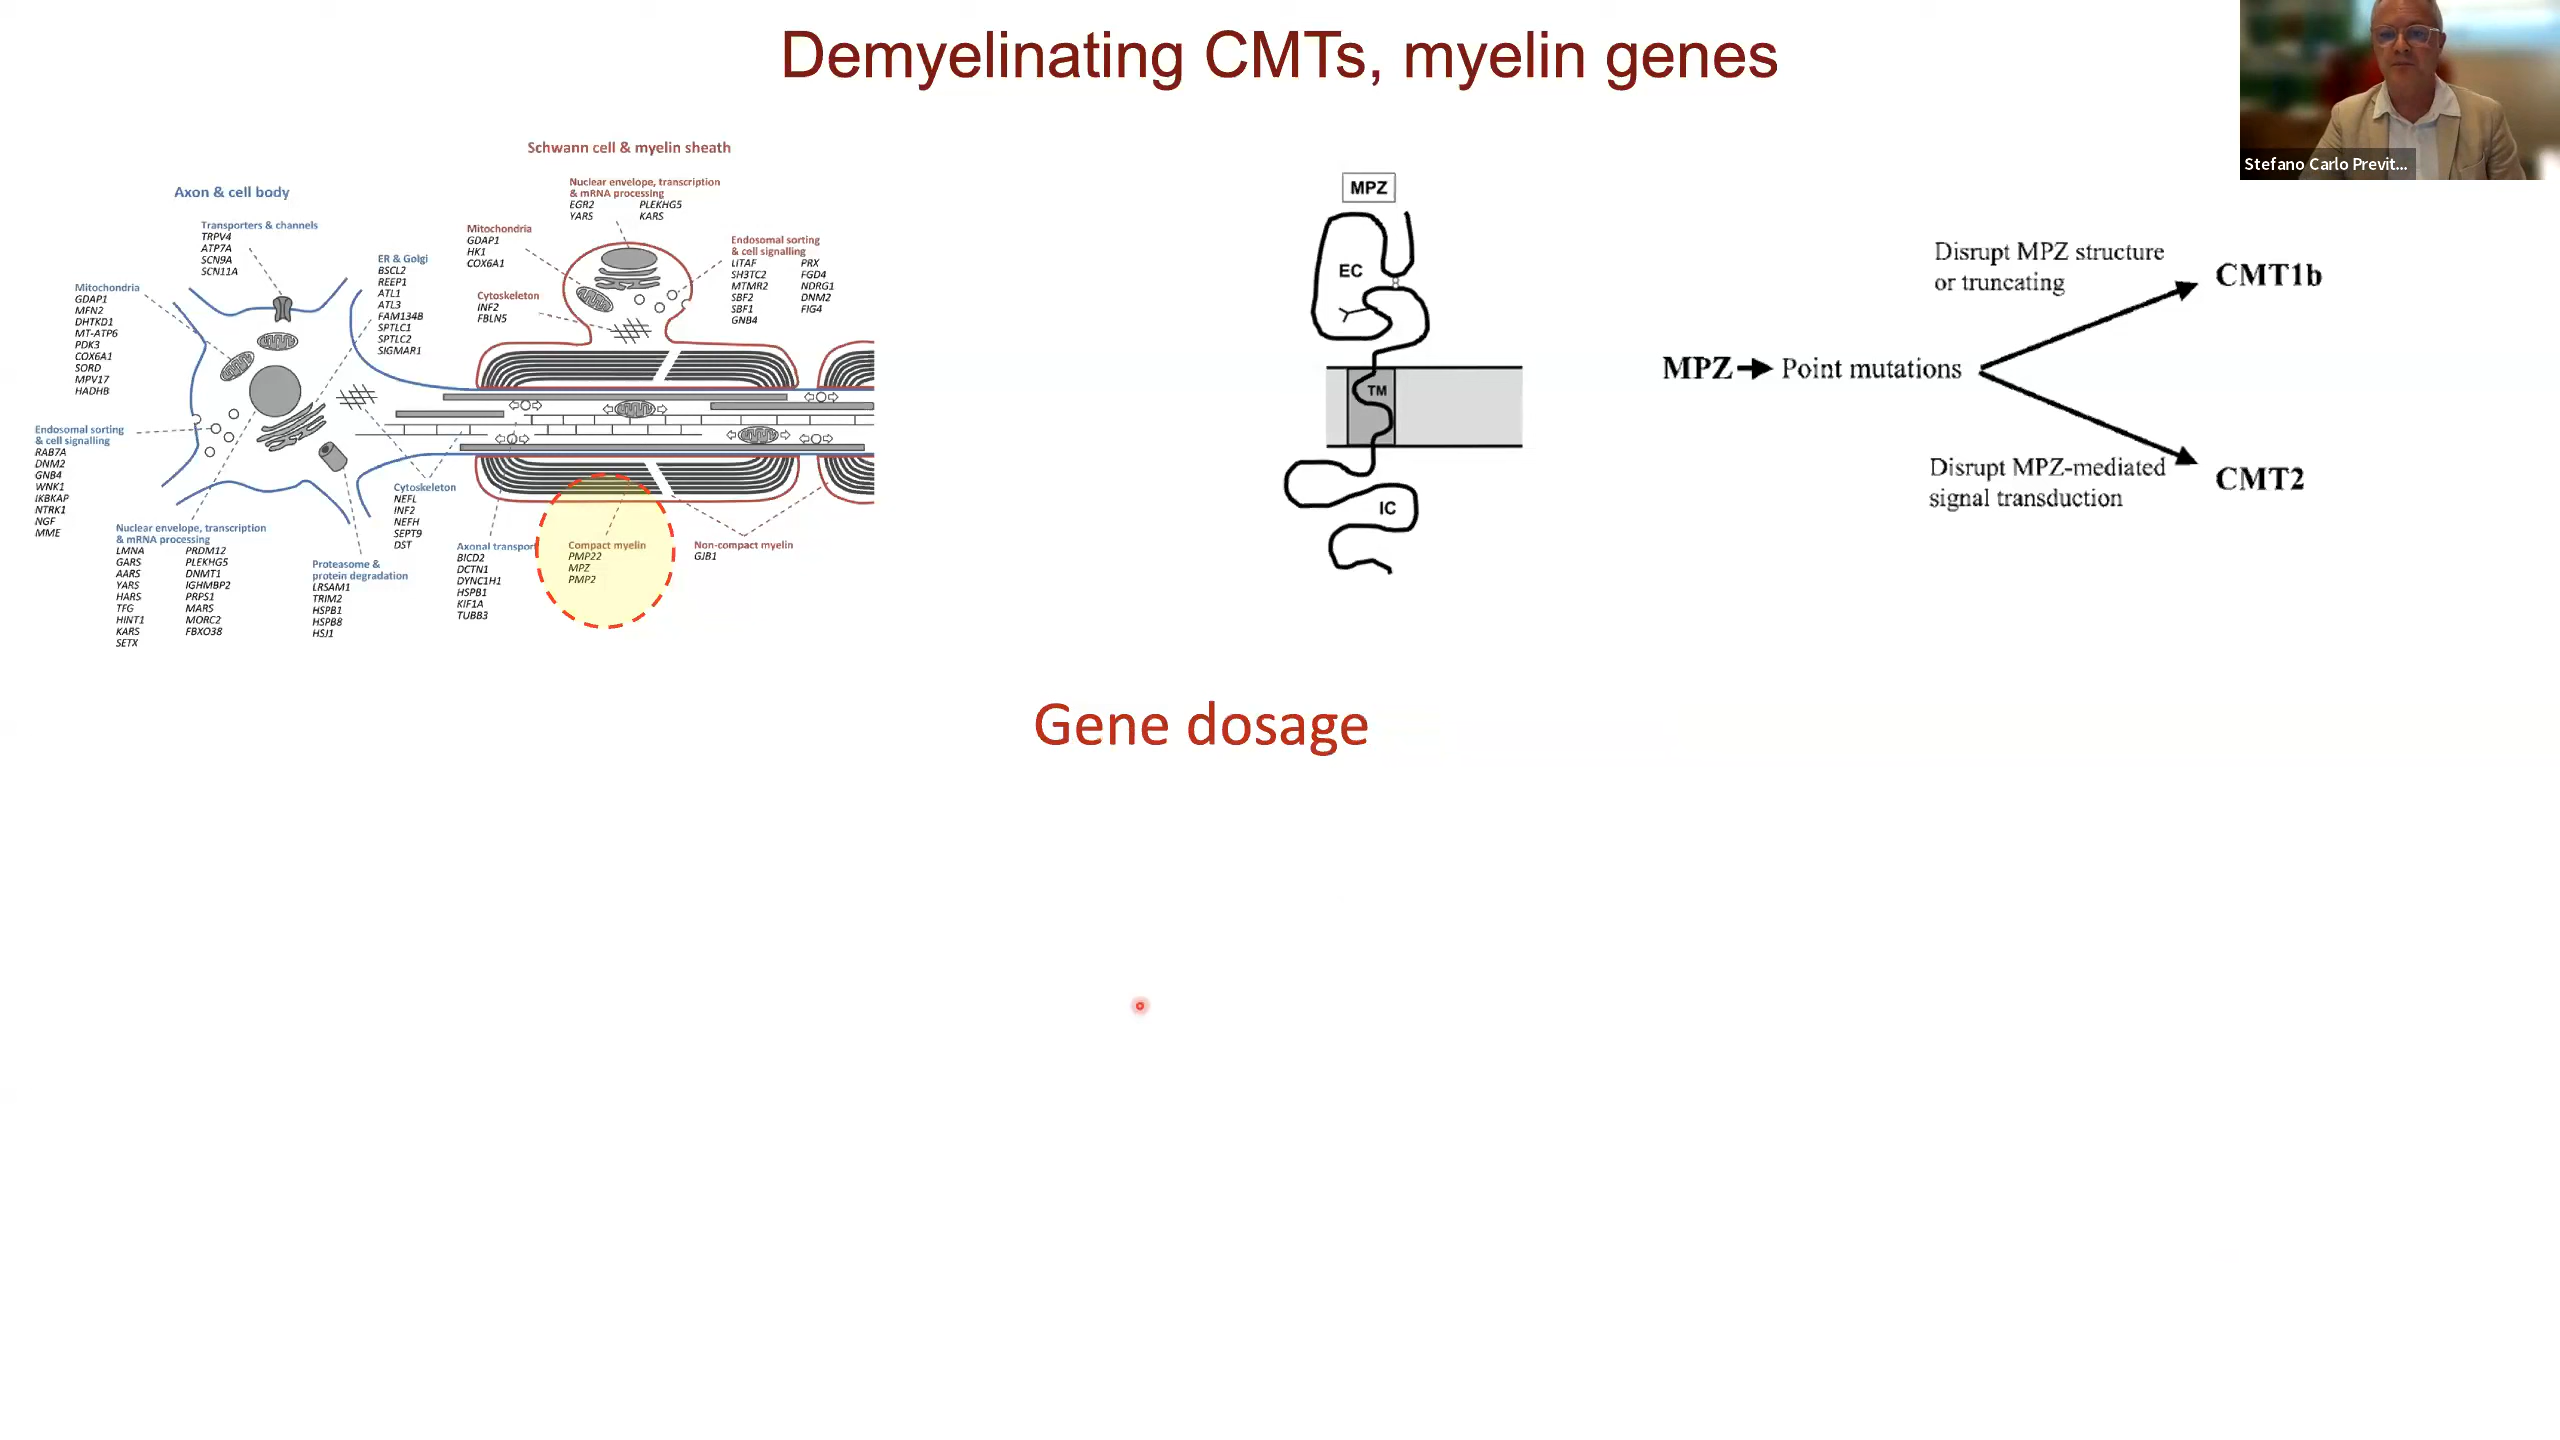 Demyelinating CMTs, myelin genes
Stefano Carlo Previt...
Schwann cell & myelin sheath
Axon & cell body
Nuclear envelope, transcription
& mRNA processing
EGR2 PLEKHG5
YARS KARS
Transporters & channels
TRPV4
ATP7A
SCN9A
SCN11A
Mitochondria
GDAP1
HK1
COX6A1
Endosomal sorting
& cell signalling
LITAF PRX
SH3TC2 FGD4
MTMR2 NDRG1
SBF2 DNM2
SBF1 FIG4
GNB4
ER & Golgi
BSCL2
REEP1
ATL1
ATL3
FAM134B
SPTLC1
SPTLC2
SIGMAR1
Cytoskeleton
INF2
FBLN5
Mitochondria
GDAP1
MFN2
DHTKD1
MT-ATP6
PDK3
COX6A1
SORD
MPV17
HADHB
Endosomal sorting
& cell signalling
RAB7A
DNM2
GNB4
WNK1
IKBKAP
NTRK1
NGF
MME
Nuclear envelope, transcription
& mRNA processing
LMNA PRDM12
GARS PLEKHG5
AARS DNMT1
YARS IGHMBP2
HARS PRPS1
TFG MARS
HINT1 MORC2
KARS FBXO38
SETX
Proteasome &
protein degradation
LRSAM1
TRIM2
HSPB1
HSPB8
HSJ1
Cytoskeleton
NEFL
INF2
NEFH
SEPT9
DST
Axonal transport
BICD2
DCTN1
DYNC1H1
HSPB1
KIF1A
TUBB3
Compact myelin
PMP22
MPZ
PMP2
Non-compact myelin
GJB1
MPZ
EC
TM
IC
Disrupt MPZ structure
or truncating
CMT1b
MPZ Point mutations
Disrupt MPZ-mediated
signal transduction
CMT2
Gene dosage